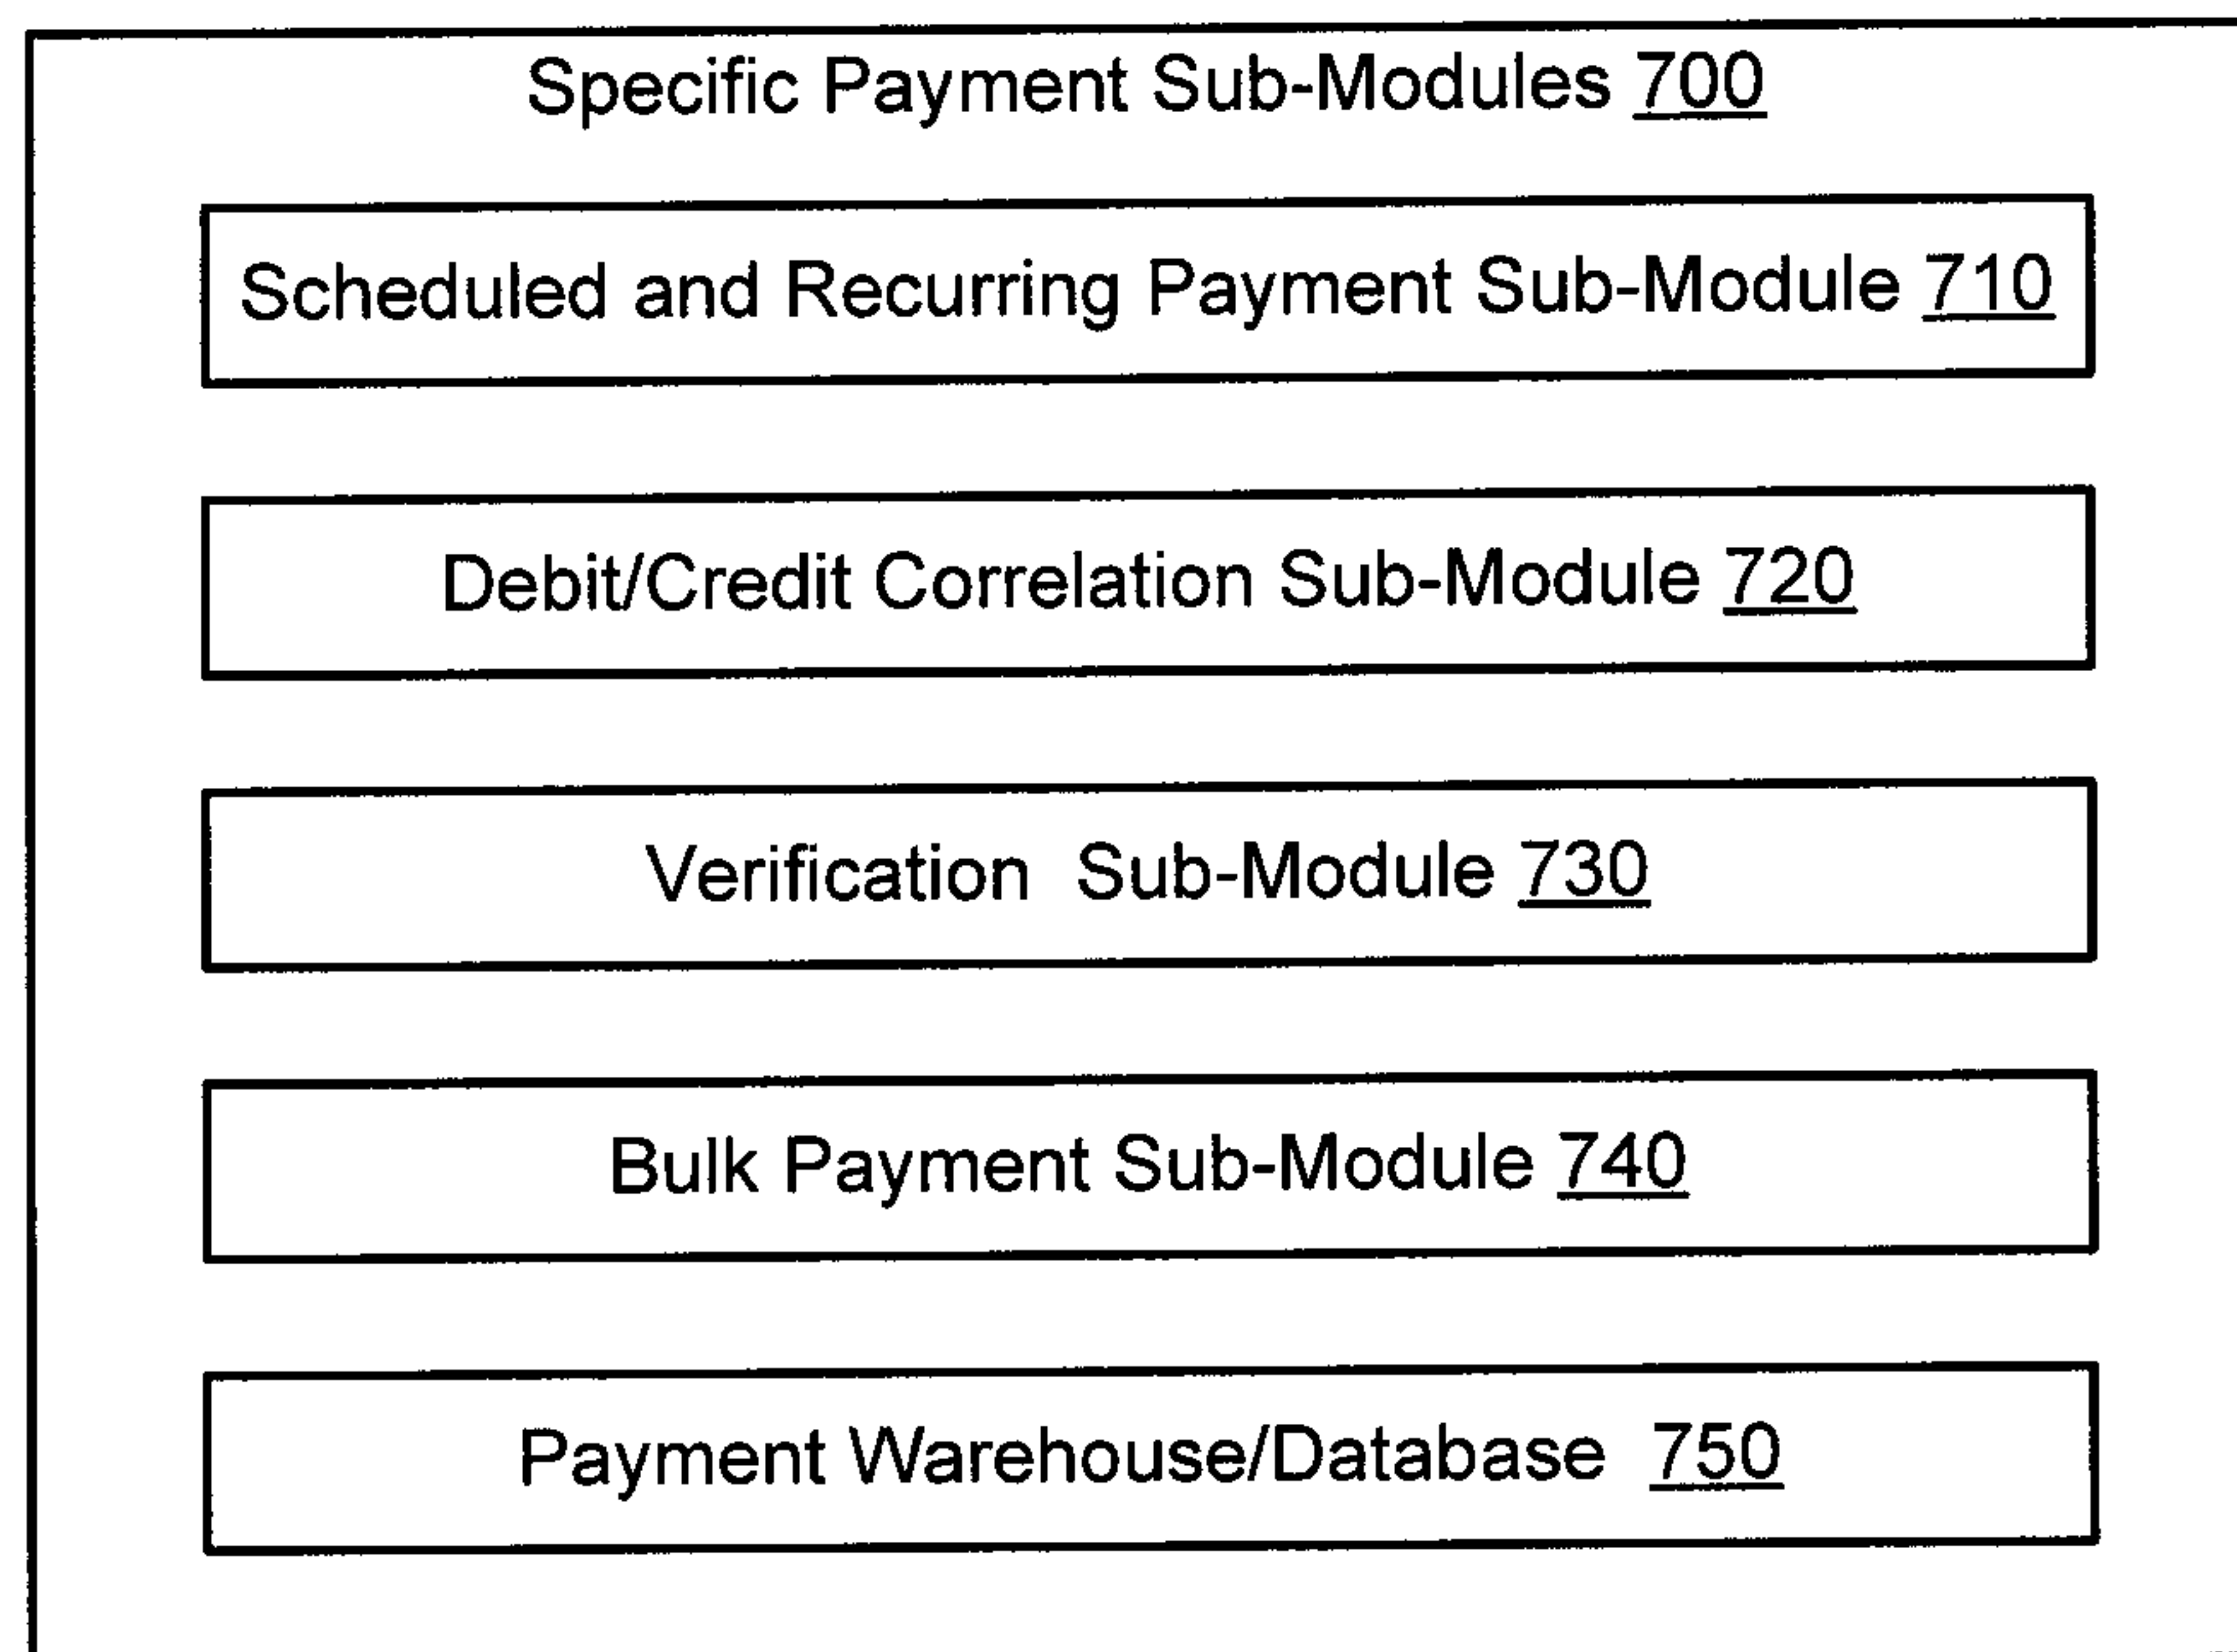 Specific Payment Sub-Modules 700
Scheduled and Recurring Payment Sub-Module 710
Debit/Credit Correlation Sub-Module 720
Verification Sub-Module 730
Bulk Payment Sub-Module 740
Payment Warehouse/Database 750